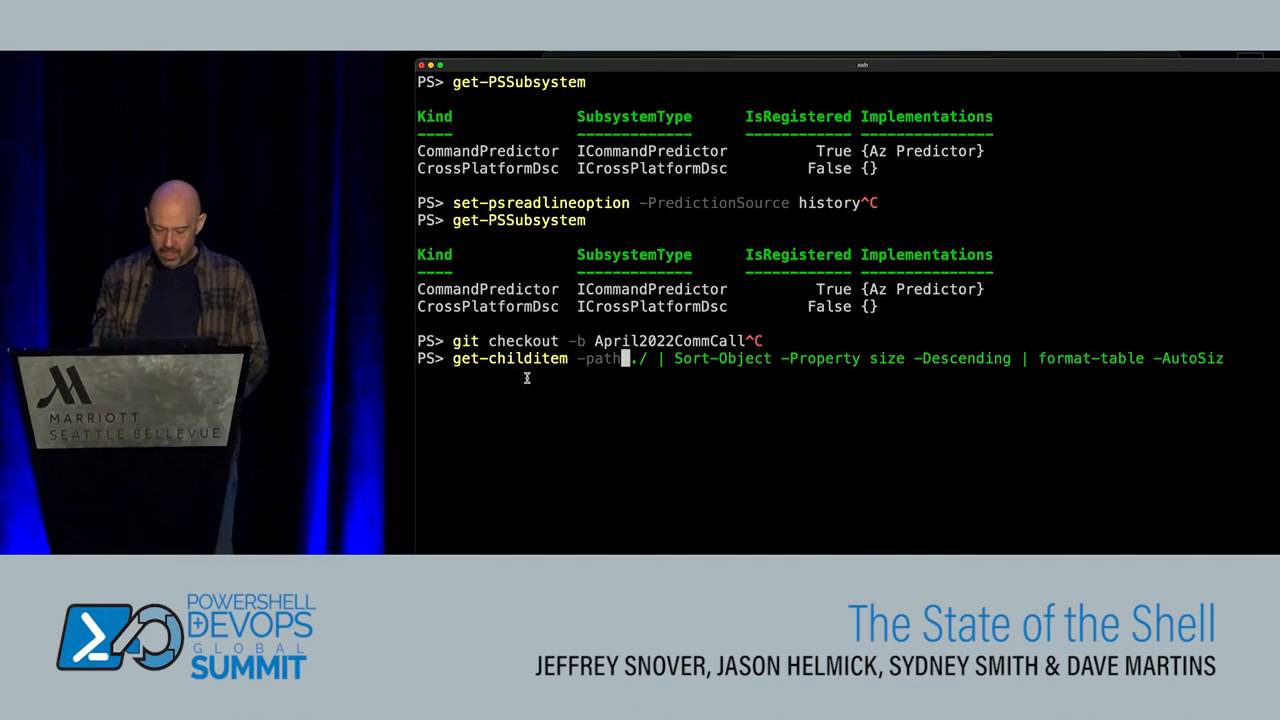 ssh
PS> get-PSSubsystem
Kind SubsystemType IsRegistered Implementations
---- ------------- ------------ ---------------
CommandPredictor ICommandPredictor True {Az Predictor}
CrossPlatformDsc ICrossPlatformDsc False {}
PS> set-psreadlineoption -PredictionSource history^C
PS> get-PSSubsystem
Kind SubsystemType IsRegistered Implementations
---- ------------- ------------ ---------------
CommandPredictor ICommandPredictor True {Az Predictor}
CrossPlatformDsc ICrossPlatformDsc False {}
PS> git checkout -b April2022CommCall^C
PS> get-childitem -path ./ | Sort-Object -Property size -Descending | format-table -AutoSiz
MARRIOTT
SEATTLE BELLEVUE
POWERSHELL
+DEVOPS
GLOBAL
SUMMIT
The State of the Shell
JEFFREY SNOVER, JASON HELMICK, SYDNEY SMITH & DAVE MARTINS